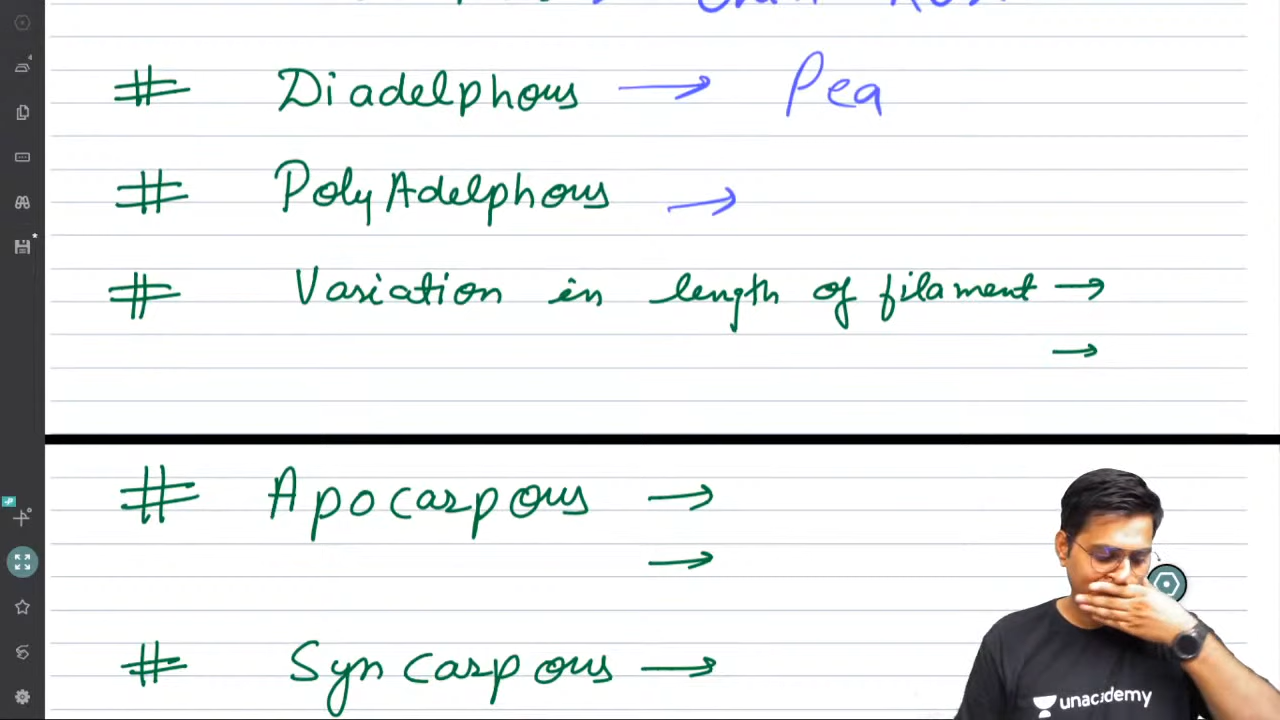 # Diadelphous → Pea
# PolyAdelphous →
# Variation in length of filament →
→
# Apocarpous →
→
# Syncarpous →
unacademy